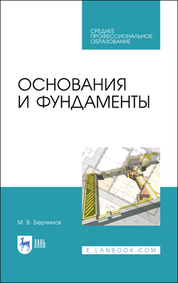 СРЕДНЕЕ
ПРОФЕССИОНАЛЬНОЕ
ОБРАЗОВАНИЕ
ОСНОВАНИЯ
И ФУНДАМЕНТЫ
М. В. Берлинов
ЛАНЬ
E.LANBOOK.COM